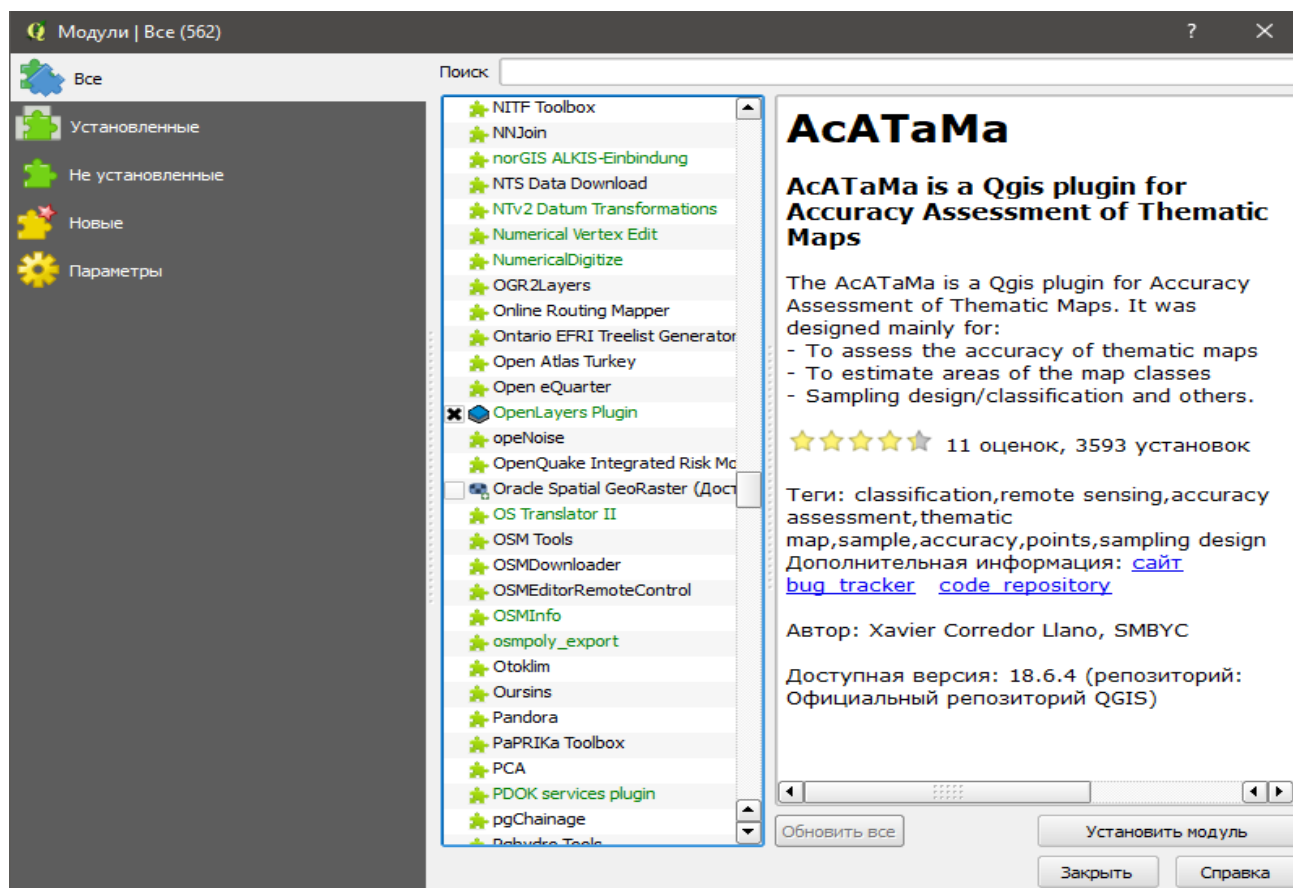 Модули | Все (562)
?
Все
Установленные
Не установленные
Новые
Параметры
Поиск
NITF Toolbox
NNJoin
norGIS ALKIS-Einbindung
NTS Data Download
NTv2 Datum Transformations
Numerical Vertex Edit
NumericalDigitize
OGR2Layers
Online Routing Mapper
Ontario EFRI Treelist Generator
Open Atlas Turkey
Open eQuarter
OpenLayers Plugin
opeNoise
OpenQuake Integrated Risk Mo
Oracle Spatial GeoRaster (Дост
OS Translator II
OSM Tools
OSMDownloader
OSMEditorRemoteControl
OSMInfo
osmpoly_export
Otoklim
Oursins
Pandora
PaPRIKa Toolbox
PCA
PDOK services plugin
pgChainage
Pghydro Tools
AcATaMa
AcATaMa is a Qgis plugin for
Accuracy Assessment of Thematic
Maps
The AcATaMa is a Qgis plugin for Accuracy
Assessment of Thematic Maps. It was
designed mainly for:
- To assess the accuracy of thematic maps
- To estimate areas of the map classes
- Sampling design/classification and others.
11 оценок, 3593 установок
Теги: classification,remote sensing,accuracy
assessment,thematic
map,sample,accuracy,points,sampling design
Дополнительная информация: сайт
bug tracker code repository
Автор: Xavier Corredor Llano, SMBYC
Доступная версия: 18.6.4 (репозиторий:
Официальный репозиторий QGIS)
Обновить все
Установить модуль
Закрыть
Справка